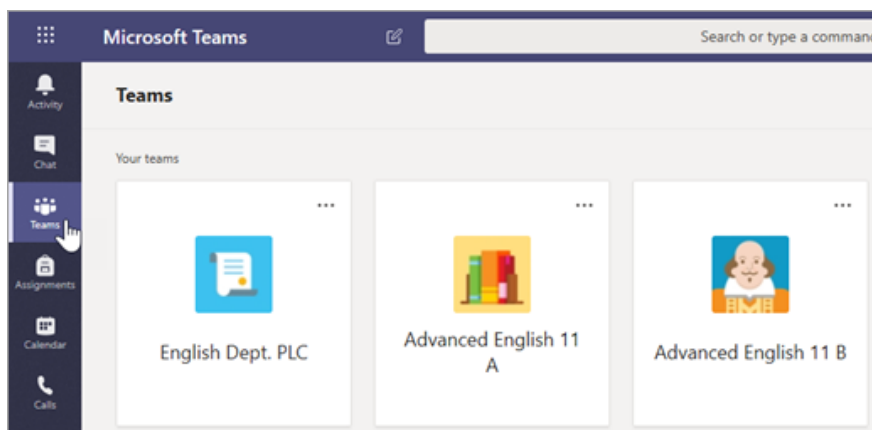 Microsoft Teams
Search or type a comman
Activity
Teams
Chat
Your teams
Teams
Assignments
Calendar
Calls
English Dept. PLC
Advanced English 11
A
Advanced English 11 B